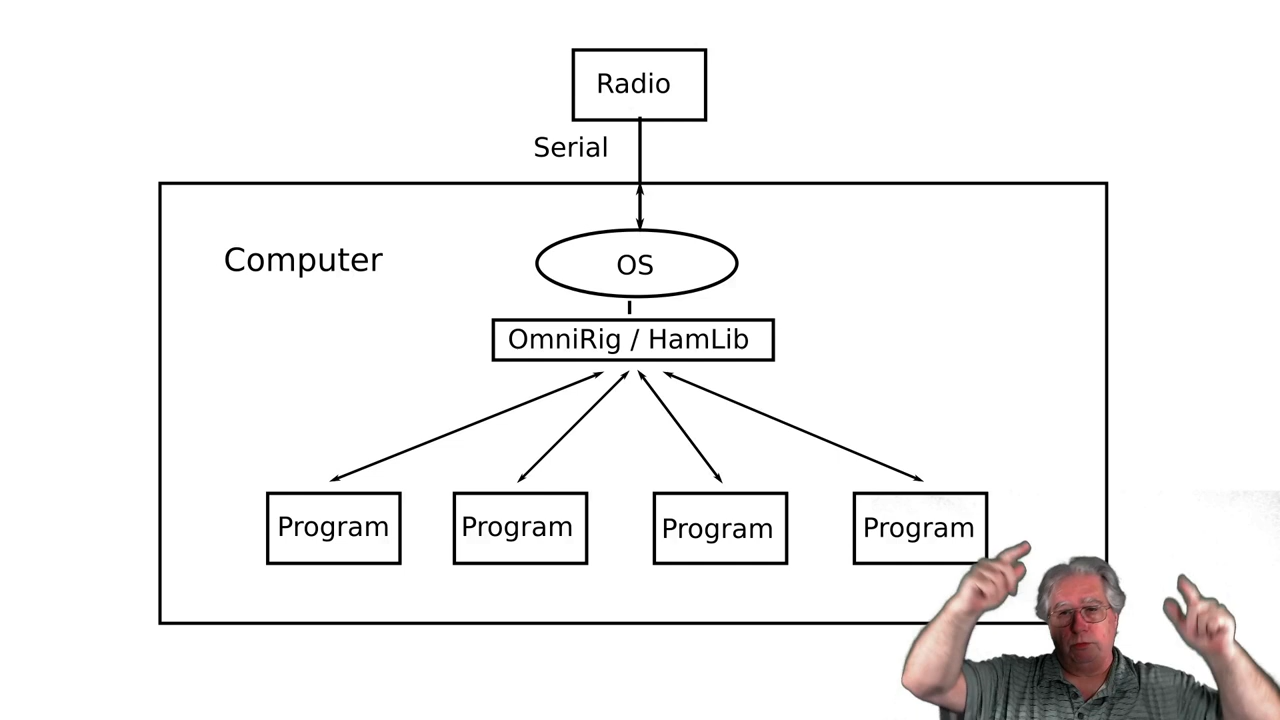 Radio
Serial
Computer
OS
OmniRig / HamLib
Program
Program
Program
Program